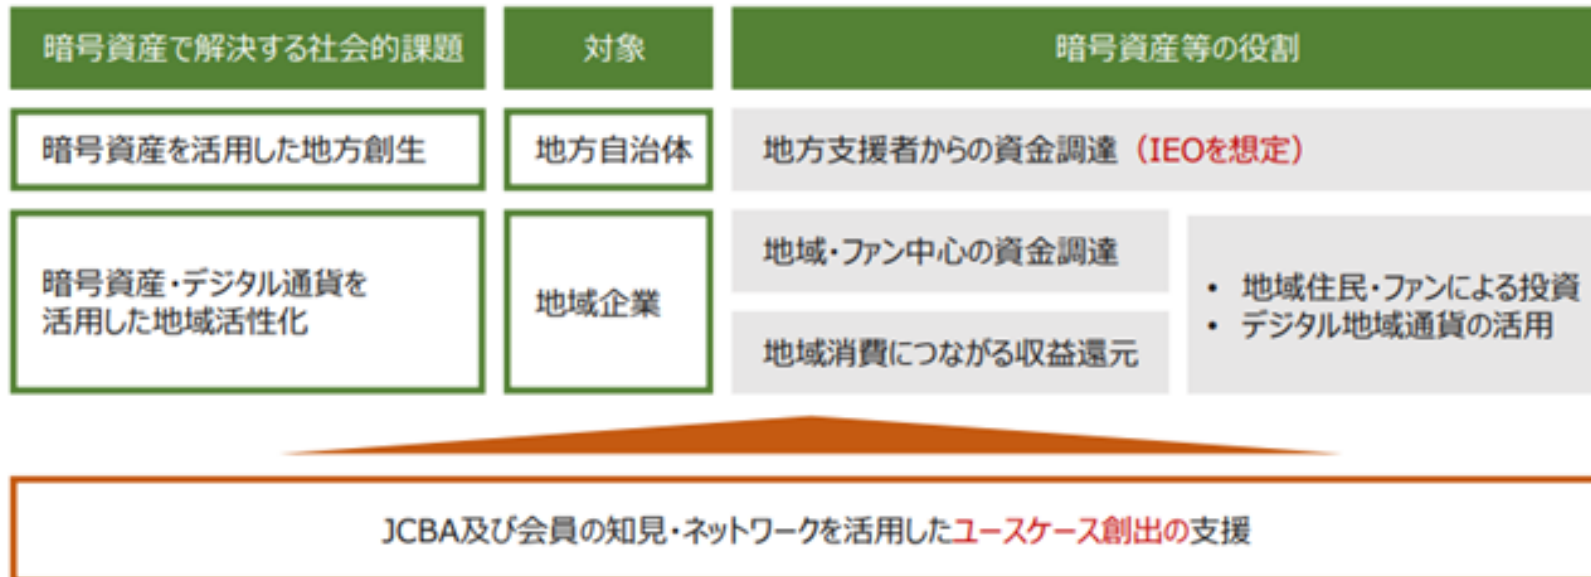 暗号資産で解決する社会的課題
対象
暗号資産等の役割
暗号資産を活用した地方創生
地方自治体
地方支援者からの資金調達（IEOを想定）
暗号資産・デジタル通貨を
活用した地域活性化
地域企業
地域・ファン中心の資金調達
地域消費につながる収益還元
• 地域住民・ファンによる投資
• デジタル地域通貨の活用
JCBA及び会員の知見・ネットワークを活用したユースケース創出の支援